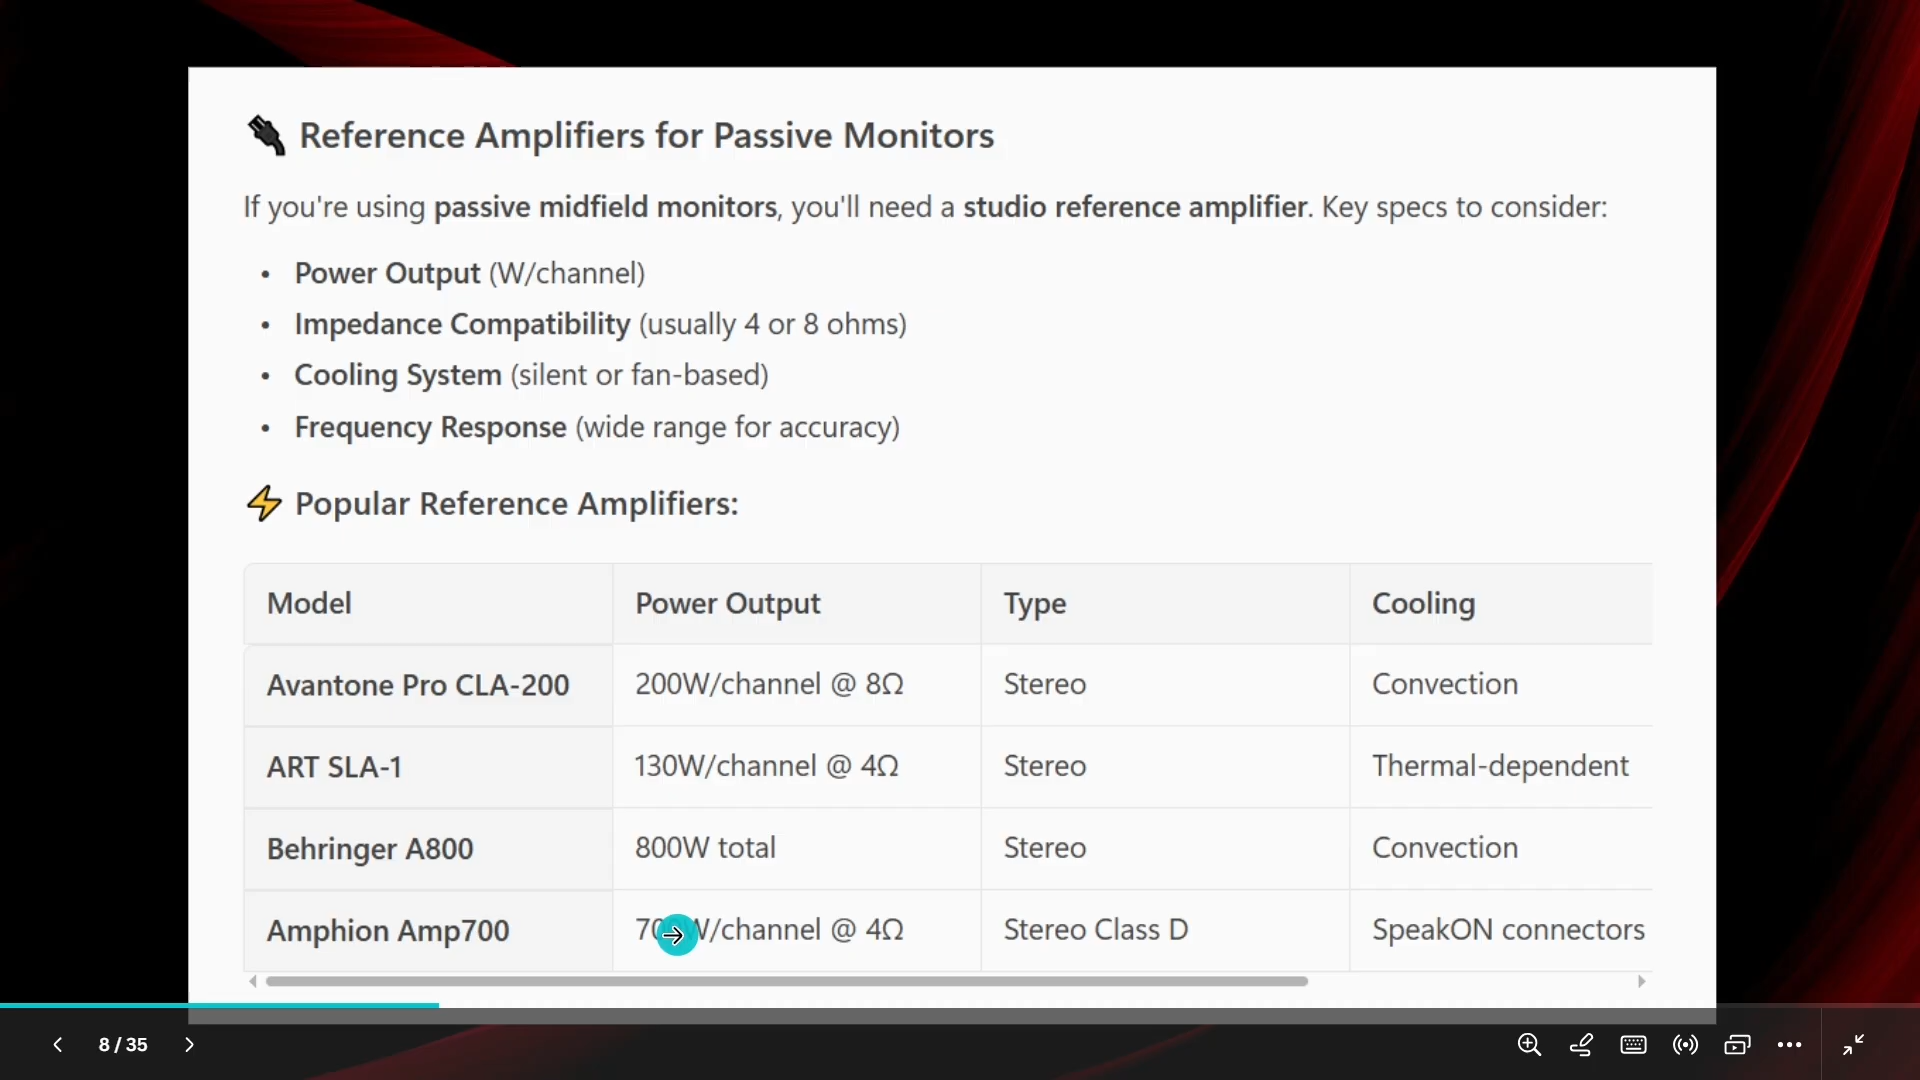 Reference Amplifiers for Passive Monitors
If you're using passive midfield monitors, you'll need a studio reference amplifier. Key specs to consider:
• Power Output (W/channel)
• Impedance Compatibility (usually 4 or 8 ohms)
• Cooling System (silent or fan-based)
• Frequency Response (wide range for accuracy)
Popular Reference Amplifiers:
Model Power Output Type Cooling
Avantone Pro CLA-200 200W/channel @ 8Ω Stereo Convection
ART SLA-1 130W/channel @ 4Ω Stereo Thermal-dependent
Behringer A800 800W total Stereo Convection
Amphion Amp700 700W/channel @ 4Ω Stereo Class D SpeakON connectors
8 / 35